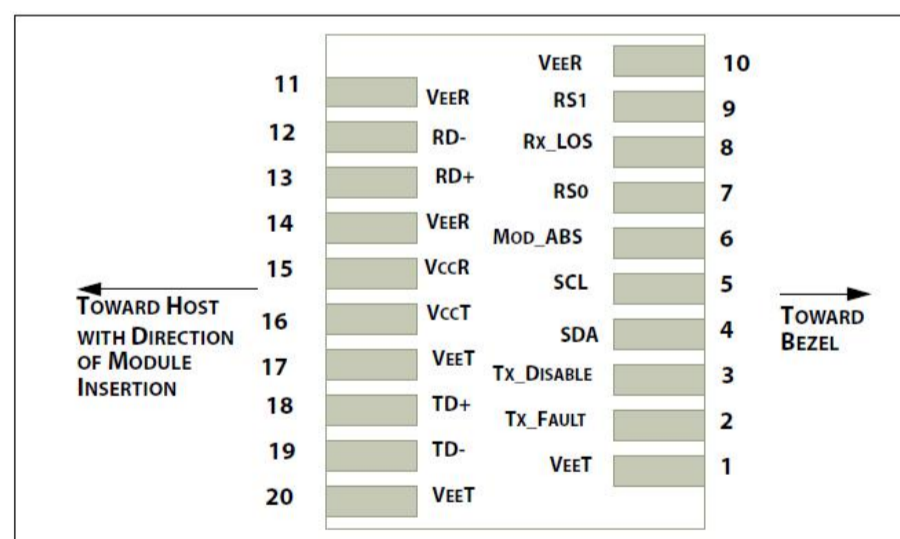 11
VEER
12
RD-
13
RD+
14
VEER
15
VCCR
16
VCCT
17
VEET
18
TD+
19
TD-
20
VEET
VEER
10
RS1
9
RX_LOS
8
RS0
7
MOD_ABS
6
SCL
5
SDA
4
TX_DISABLE
3
TX_FAULT
2
VEET
1
TOWARD HOST
WITH DIRECTION
OF MODULE
INSERTION
TOWARD
BEZEL